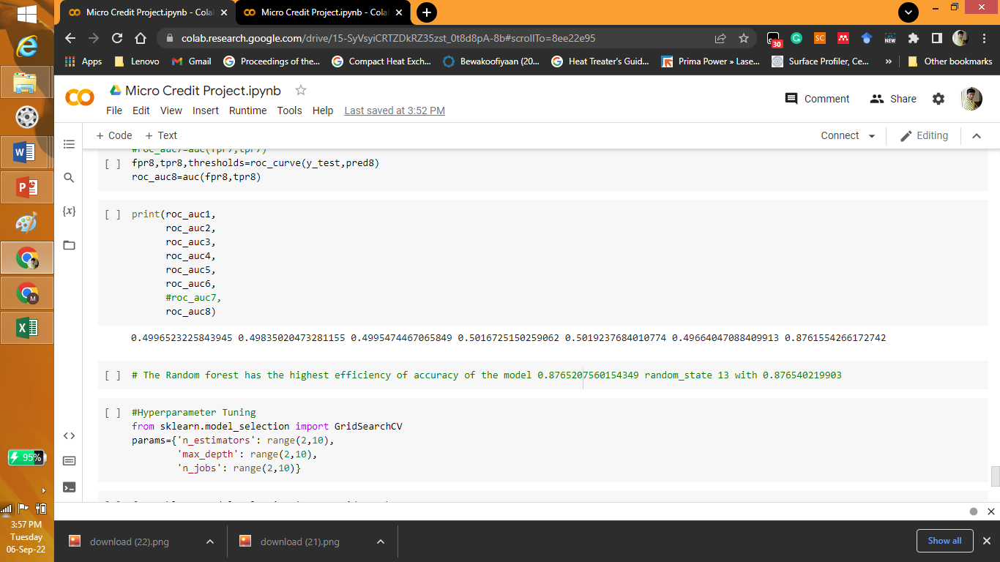 Micro Credit Project.ipynb - Cola
Micro Credit Project.ipynb - Cola
colab.research.google.com/drive/15-SyVsyiCRTZDkRZ35zst_0t8d8pA-8b#scrollTo=8ee22e95
30
SC
NEW
Apps
Lenovo
Gmail
Proceedings of the...
Compact Heat Exch...
Bewakoofiyaan (20...
Heat Treater's Guid...
Prima Power » Lase...
Surface Profiler, Ce...
»
Other bookmarks
Micro Credit Project.ipynb
Comment
Share
File Edit View Insert Runtime Tools Help Last saved at 3:52 PM
+ Code + Text
Connect
Editing
#roc_auc7=auc(fpr7,tpr7)
[ ] fpr8,tpr8,thresholds=roc_curve(y_test,pred8)
roc_auc8=auc(fpr8,tpr8)
[ ] print(roc_auc1,
roc_auc2,
roc_auc3,
roc_auc4,
roc_auc5,
roc_auc6,
#roc_auc7,
roc_auc8)
0.4996523225843945 0.49835020473281155 0.4995474467065849 0.5016725150259062 0.5019237684010774 0.49664047088409913 0.8761554266172742
[ ] # The Random forest has the highest efficiency of accuracy of the model 0.8765207560154349 random_state 13 with 0.876540219903
[ ] #Hyperparameter Tuning
from sklearn.model_selection import GridSearchCV
params={'n_estimators': range(2,10),
'max_depth': range(2,10),
'n_jobs': range(2,10)}
{x}
<>
W
P
M
X
95%
3:57 PM
Tuesday
06-Sep-22
download (22).png
download (21).png
Show all